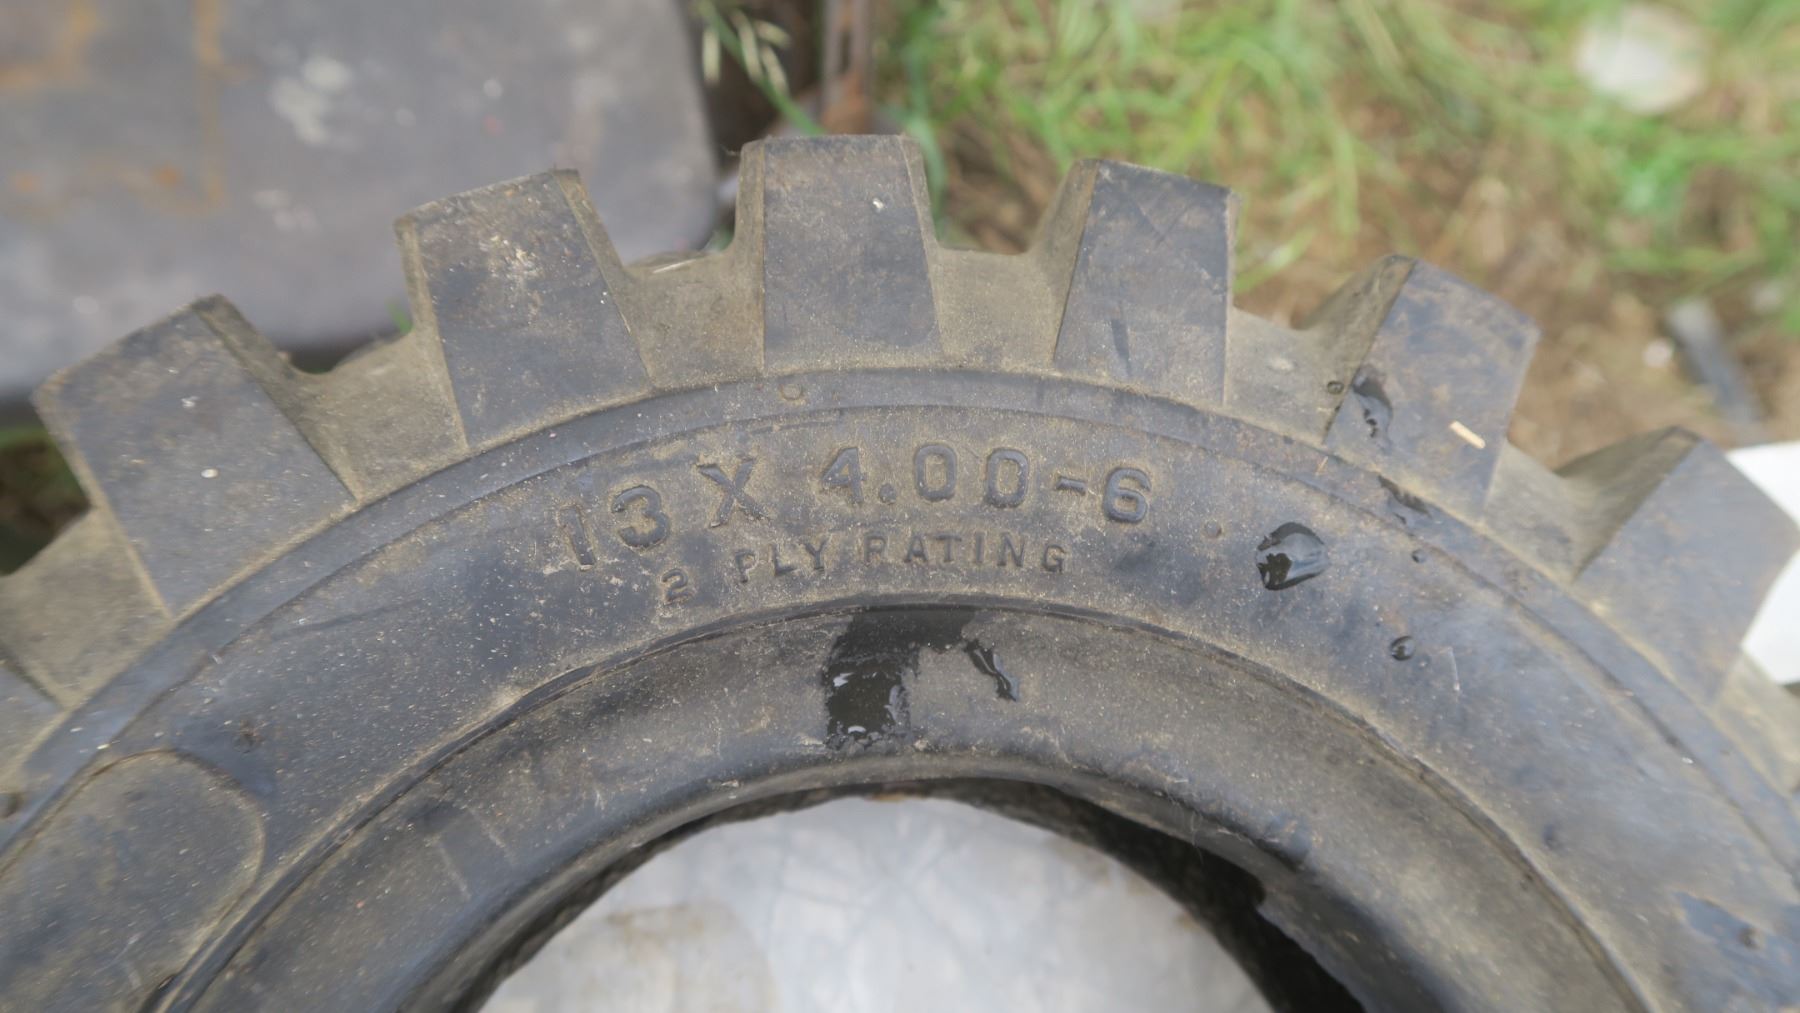 13 X 4.00-6
2 PLY RATING